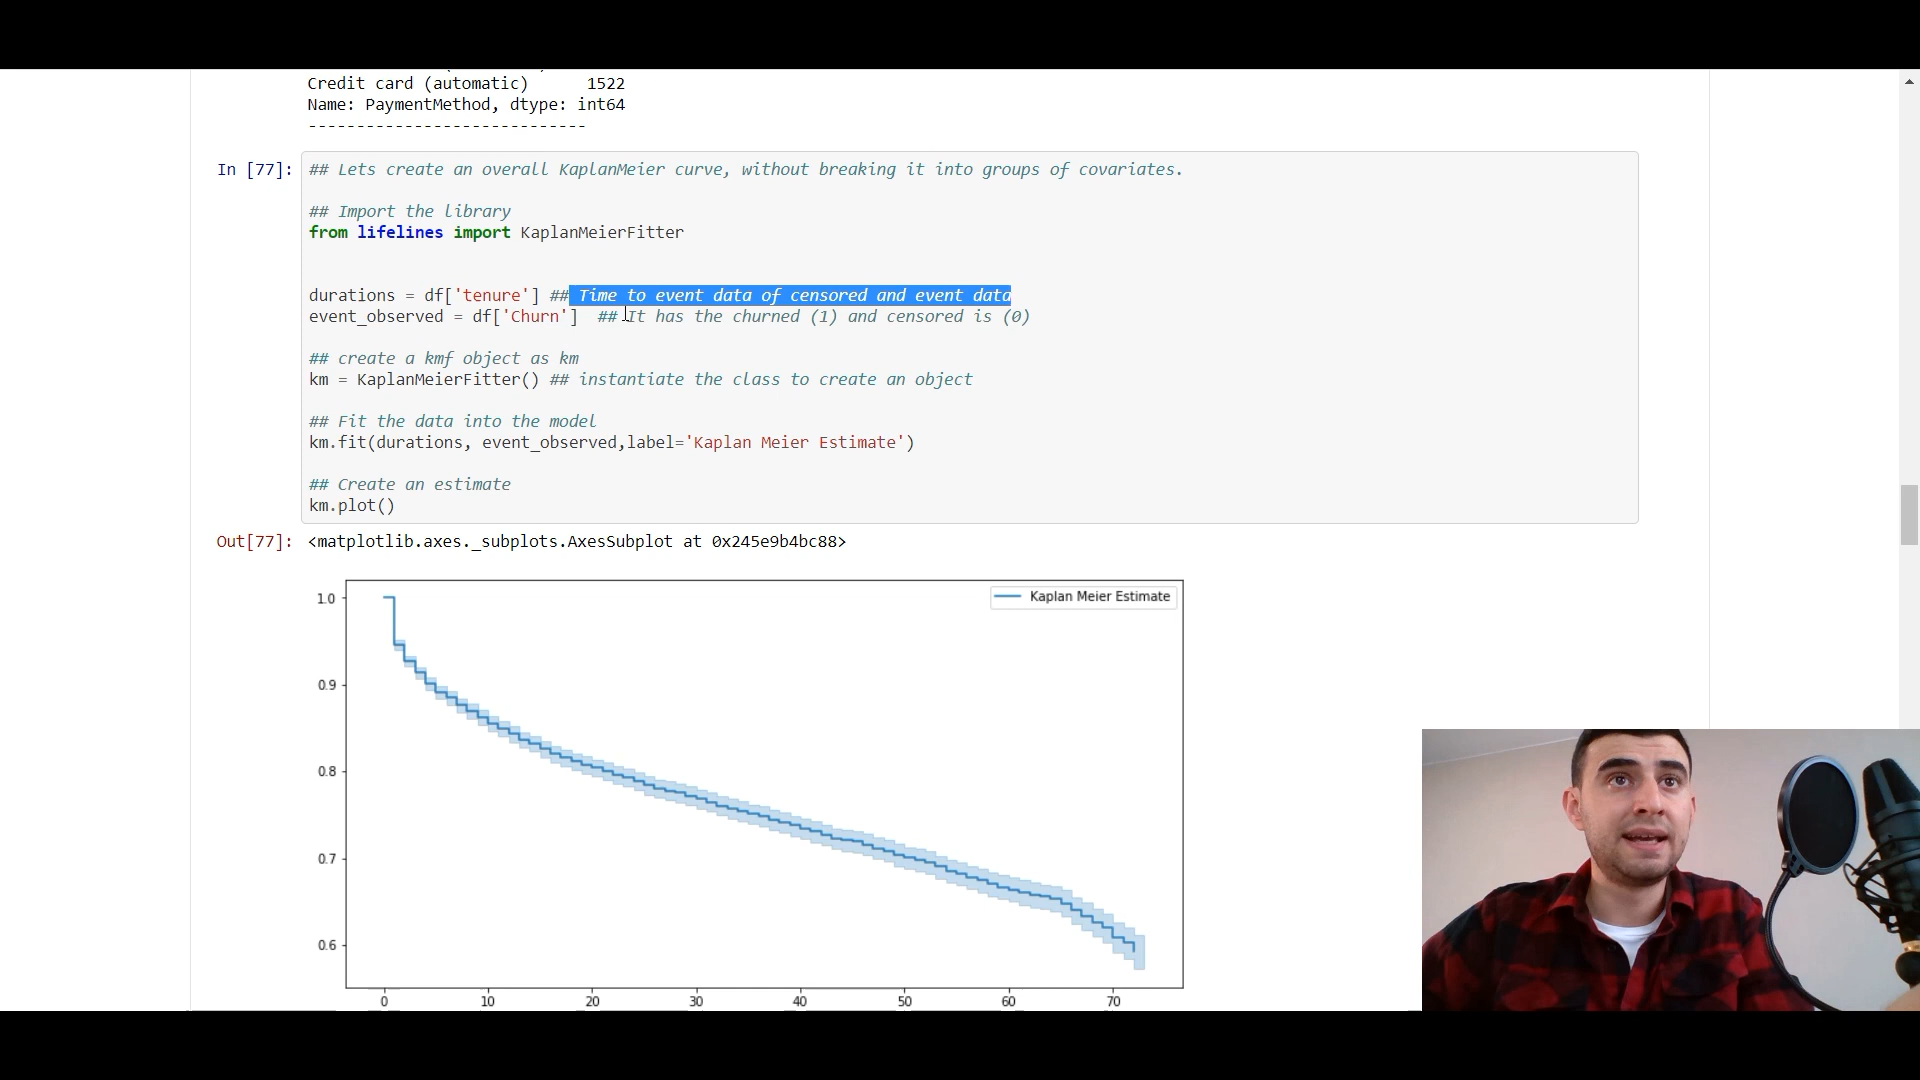 Credit card (automatic) 1522
Name: PaymentMethod, dtype: int64
-----------------------------
In [77]:
## Lets create an overall KaplanMeier curve, without breaking it into groups of covariates.
## Import the library
from lifelines import KaplanMeierFitter
durations = df['tenure'] ## Time to event data of censored and event data
event_observed = df['Churn'] ## It has the churned (1) and censored is (0)
## create a kmf object as km
km = KaplanMeierFitter() ## instantiate the class to create an object
## Fit the data into the model
km.fit(durations, event_observed,label='Kaplan Meier Estimate')
## Create an estimate
km.plot()
Out[77]: <matplotlib.axes._subplots.AxesSubplot at 0x245e9b4bc88>
Kaplan Meier Estimate
1.0
0.9
0.8
0.7
0.6
0 10 20 30 40 50 60 70